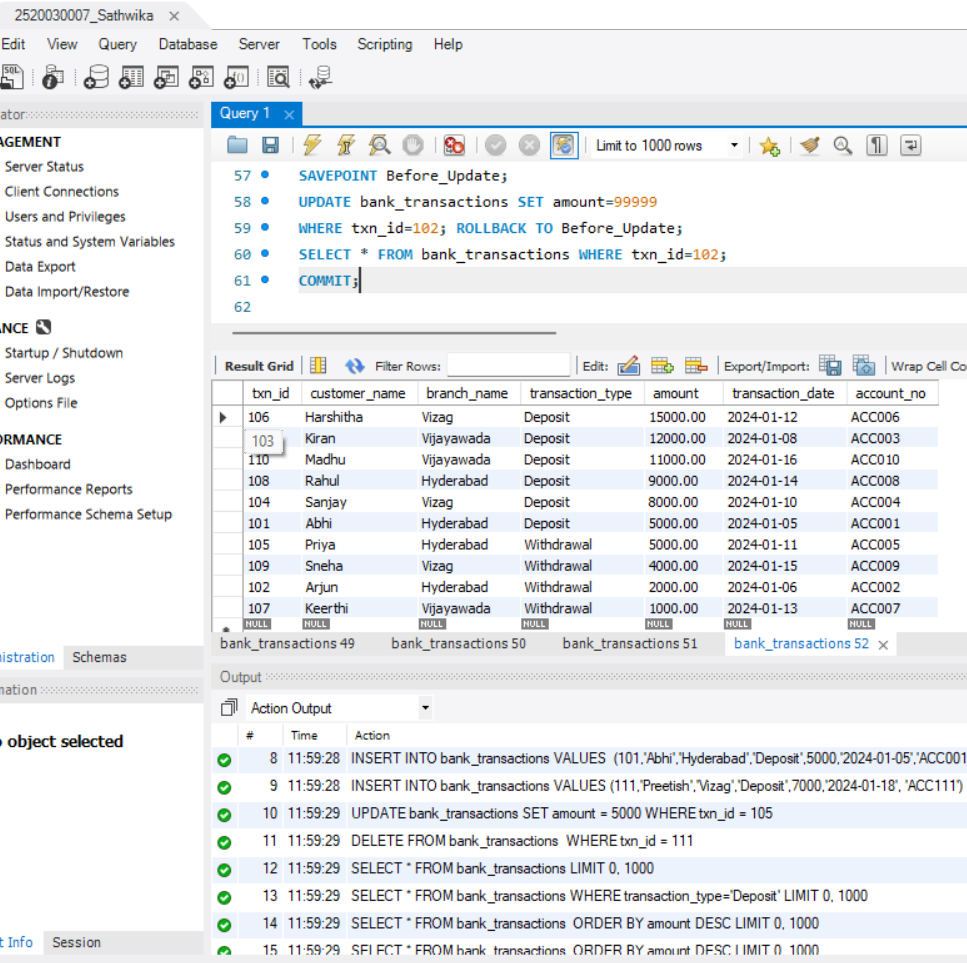 2520030007_Sathwika ×
Edit View Query Database Server Tools Scripting Help
SQL
ator
AGEMENT
Server Status
Client Connections
Users and Privileges
Status and System Variables
Data Export
Data Import/Restore
ANCE
Startup / Shutdown
Server Logs
Options File
ORMANCE
Dashboard
Performance Reports
Performance Schema Setup
nistration Schemas
mation
o object selected
t Info Session
Query 1 ×
Limit to 1000 rows
57 SAVEPOINT Before_Update;
58 UPDATE bank_transactions SET amount=99999
59 WHERE txn_id=102; ROLLBACK TO Before_Update;
60 SELECT * FROM bank_transactions WHERE txn_id=102;
61 COMMIT;
62
Result Grid Filter Rows: Edit: Export/Import: Wrap Cell Co
txn_id customer_name branch_name transaction_type amount transaction_date account_no
106 Harshitha Vizag Deposit 15000.00 2024-01-12 ACC006
103 Kiran Vijayawada Deposit 12000.00 2024-01-08 ACC003
110 Madhu Vijayawada Deposit 11000.00 2024-01-16 ACC010
108 Rahul Hyderabad Deposit 9000.00 2024-01-14 ACC008
104 Sanjay Vizag Deposit 8000.00 2024-01-10 ACC004
101 Abhi Hyderabad Deposit 5000.00 2024-01-05 ACC001
105 Priya Hyderabad Withdrawal 5000.00 2024-01-11 ACC005
109 Sneha Vizag Withdrawal 4000.00 2024-01-15 ACC009
102 Arjun Hyderabad Withdrawal 2000.00 2024-01-06 ACC002
107 Keerthi Vijayawada Withdrawal 1000.00 2024-01-13 ACC007
NULL NULL NULL NULL NULL NULL NULL
bank_transactions 49 bank_transactions 50 bank_transactions 51 bank_transactions 52 ×
Output
Action Output
# Time Action
8 11:59:28 INSERT INTO bank_transactions VALUES (101,'Abhi','Hyderabad','Deposit',5000,'2024-01-05','ACC001
9 11:59:28 INSERT INTO bank_transactions VALUES (111,'Preetish','Vizag','Deposit',7000,'2024-01-18', 'ACC111')
10 11:59:29 UPDATE bank_transactions SET amount = 5000 WHERE txn_id = 105
11 11:59:29 DELETE FROM bank_transactions WHERE txn_id = 111
12 11:59:29 SELECT * FROM bank_transactions LIMIT 0, 1000
13 11:59:29 SELECT * FROM bank_transactions WHERE transaction_type='Deposit' LIMIT 0, 1000
14 11:59:29 SELECT * FROM bank_transactions ORDER BY amount DESC LIMIT 0, 1000
15 11:59:29 SELECT * FROM bank_transactions ORDER BY amount DESC LIMIT 0, 1000